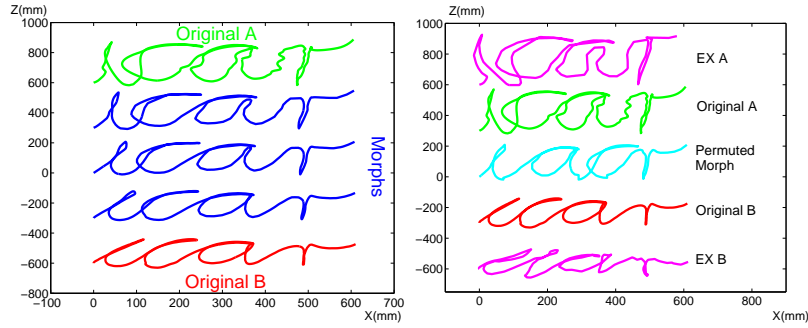 Z(mm)
1000
Original A
800
600
400
200
0
−200
−400
−600
−800
Morphs
Original B
−100 0 100 200 300 400 500 600 700
X(mm)
Z(mm)
1000
EX A
800
600
Original A
400
200
Permuted
Morph
0
−200
Original B
−400
EX B
−600
0 200 400 600 800 1000
X(mm)